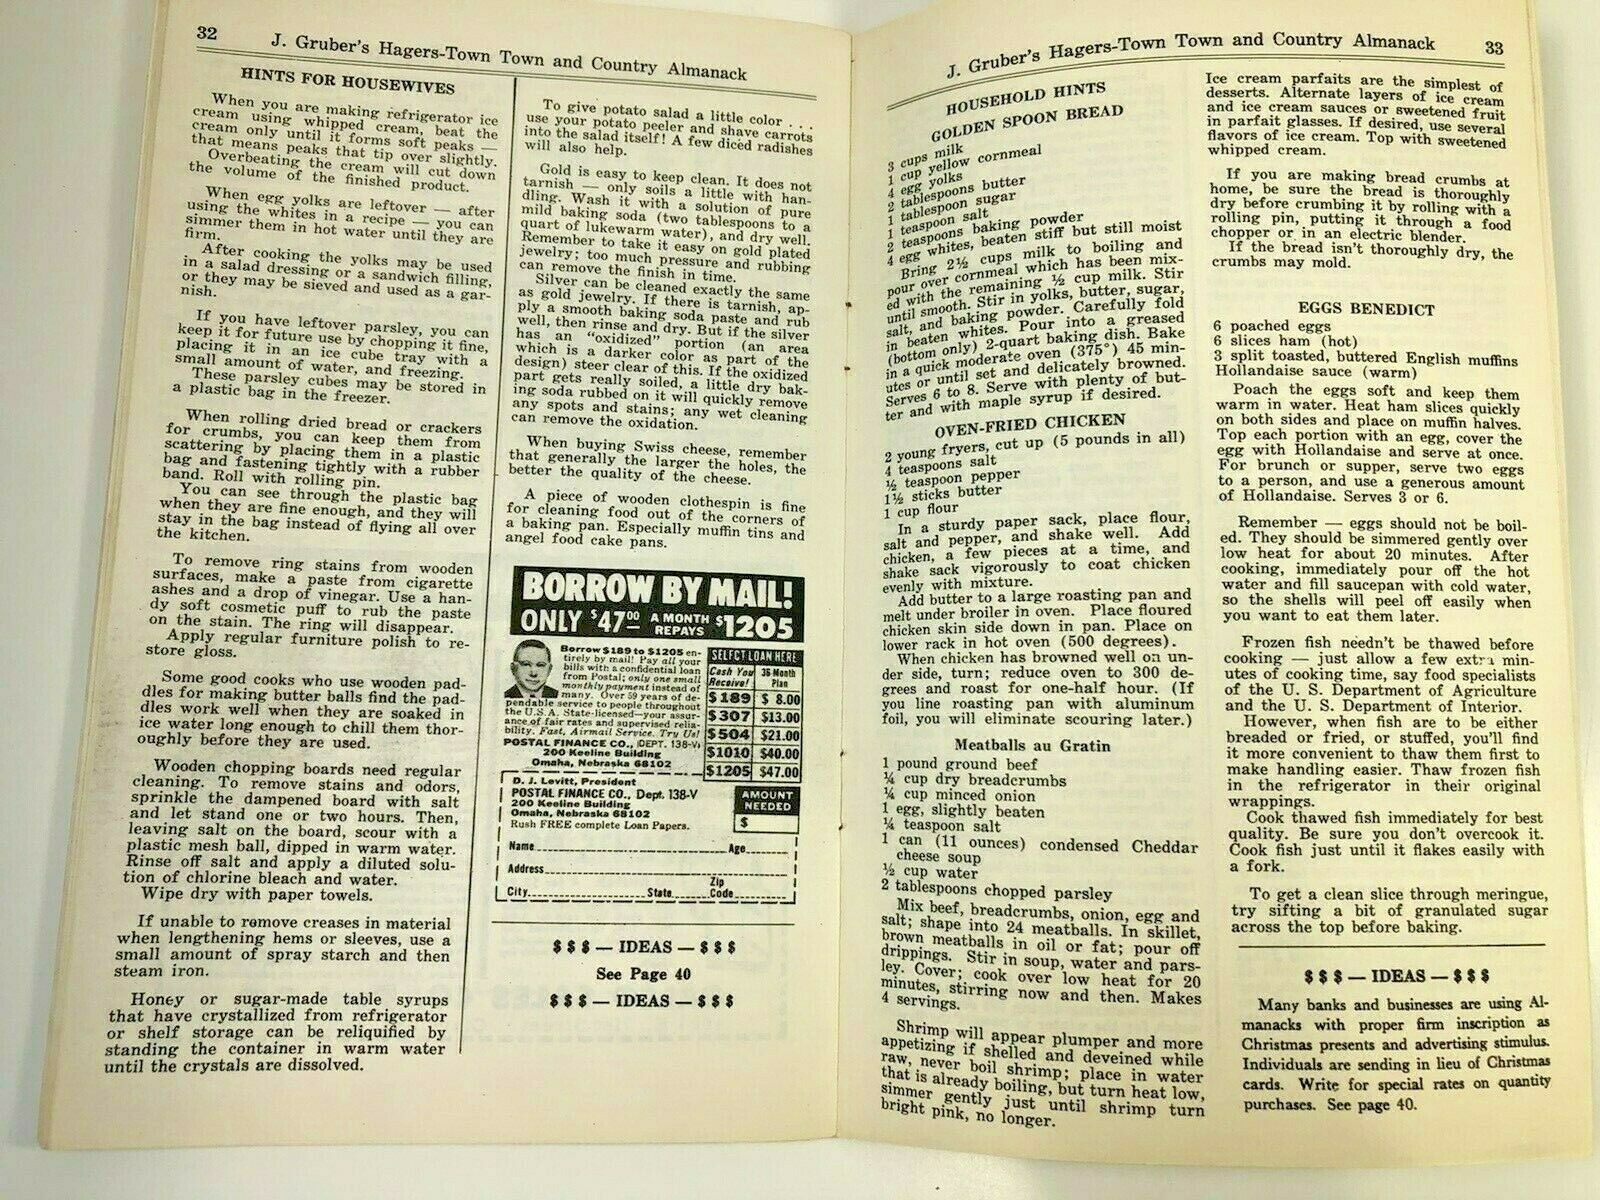 32
J. Gruber's Hagers-Town Town and Country Almanack
HINTS FOR HOUSEWIVES
When you are making refrigerator ice
cream using whipped cream, beat the
cream only until it forms soft peaks —
that means peaks that tip over slightly.
Overbeating the cream will cut down
the volume of the finished product.
When egg yolks are leftover — after
using the whites in a recipe — you can
simmer them in hot water until they are
firm.
After cooking the yolks may be used
in a salad dressing or a sandwich filling,
or they may be sieved and used as a gar-
nish.
If you have leftover parsley, you can
keep it for future use by chopping it fine,
placing it in an ice cube tray with a
small amount of water, and freezing.
These parsley cubes may be stored in
a plastic bag in the freezer.
When rolling dried bread or crackers
for crumbs, you can keep them from
scattering by placing them in a plastic
bag and fastening tightly with a rubber
band. Roll with rolling pin.
You can see through the plastic bag
when they are fine enough, and they will
stay in the bag instead of flying all over
the kitchen.
To remove ring stains from wooden
surfaces, make a paste from cigarette
ashes and a drop of vinegar. Use a han-
dy soft cosmetic puff to rub the paste
on the stain. The ring will disappear.
Apply regular furniture polish to re-
store gloss.
Some good cooks who use wooden pad-
dles for making butter balls find the pad-
dles work well when they are soaked in
ice water long enough to chill them thor-
oughly before they are used.
Wooden chopping boards need regular
cleaning. To remove stains and odors,
sprinkle the dampened board with salt
and let stand one or two hours. Then,
leaving salt on the board, scour with a
plastic mesh ball, dipped in warm water.
Rinse off salt and apply a diluted solu-
tion of chlorine bleach and water.
Wipe dry with paper towels.
If unable to remove creases in material
when lengthening hems or sleeves, use a
small amount of spray starch and then
steam iron.
Honey or sugar-made table syrups
that have crystallized from refrigerator
or shelf storage can be reliquified by
standing the container in warm water
until the crystals are dissolved.
To give potato salad a little color . . .
use your potato peeler and shave carrots
into the salad itself! A few diced radishes
will also help.
Gold is easy to keep clean. It does not
tarnish — only soils a little with han-
dling. Wash it with a solution of pure
mild baking soda (two tablespoons to a
quart of lukewarm water), and dry well.
Remember to take it easy on gold plated
jewelry; too much pressure and rubbing
can remove the finish in time.
Silver can be cleaned exactly the same
as gold jewelry. If there is tarnish, ap-
ply a smooth baking soda paste and rub
well, then rinse and dry. But if the silver
has an "oxidized" portion (an area
which is a darker color as part of the
design) steer clear of this. If the oxidized
part gets really soiled, a little dry bak-
ing soda rubbed on it will quickly remove
any spots and stains; any wet cleaning
can remove the oxidation.
When buying Swiss cheese, remember
that generally the larger the holes, the
better the quality of the cheese.
A piece of wooden clothespin is fine
for cleaning food out of the corners of
a baking pan. Especially muffin tins and
angel food cake pans.
BORROW BY MAIL!
ONLY $47.00 A MONTH REPAYS $1205
Borrow $189 to $1205 en-
tirely by mail! Pay all your
bills with a confidential loan
from Postal; only one small
monthly payment instead of
many. Over 59 years of de-
pendable service to people throughout
the U.S.A. State-licensed—your assur-
ance of fair rates and supervised relia-
bility. Fast, Airmail Service. Try Us!
POSTAL FINANCE CO., DEPT. 138-V
200 Keeline Building
Omaha, Nebraska 68102
SELECT LOAN HERE
Cash You Receive! 36 Month Plan
$189 $ 8.00
$307 $13.00
$504 $21.00
$1010 $40.00
$1205 $47.00
D. J. Levitt, President
POSTAL FINANCE CO., Dept. 138-V
200 Keeline Building
Omaha, Nebraska 68102
Rush FREE complete Loan Papers.
AMOUNT NEEDED
$
Name Age
Address
City State Zip Code
$ $ $ — IDEAS — $ $ $
See Page 40
$ $ $ — IDEAS — $ $ $
J. Gruber's Hagers-Town Town and Country Almanack
33
HOUSEHOLD HINTS
GOLDEN SPOON BREAD
3 cups milk
1 cup yellow cornmeal
4 egg yolks
2 tablespoons butter
1 tablespoon sugar
1 teaspoon salt
2 teaspoons baking powder
4 egg whites, beaten stiff but still moist
Bring 2½ cups milk to boiling and
pour over cornmeal which has been mix-
ed with the remaining ½ cup milk. Stir
until smooth. Stir in yolks, butter, sugar,
salt, and baking powder. Carefully fold
in beaten whites. Pour into a greased
(bottom only) 2-quart baking dish. Bake
in a quick moderate oven (375°) 45 min-
utes or until set and delicately browned.
Serves 6 to 8. Serve with plenty of but-
ter and with maple syrup if desired.
OVEN-FRIED CHICKEN
2 young fryers, cut up (5 pounds in all)
4 teaspoons salt
½ teaspoon pepper
1½ sticks butter
1 cup flour
In a sturdy paper sack, place flour,
salt and pepper, and shake well. Add
chicken, a few pieces at a time, and
shake sack vigorously to coat chicken
evenly with mixture.
Add butter to a large roasting pan and
melt under broiler in oven. Place floured
chicken skin side down in pan. Place on
lower rack in hot oven (500 degrees).
When chicken has browned well on un-
der side, turn; reduce oven to 300 de-
grees and roast for one-half hour. (If
you line roasting pan with aluminum
foil, you will eliminate scouring later.)
Meatballs au Gratin
1 pound ground beef
¼ cup dry breadcrumbs
¼ cup minced onion
1 egg, slightly beaten
¼ teaspoon salt
1 can (11 ounces) condensed Cheddar
cheese soup
½ cup water
2 tablespoons chopped parsley
Mix beef, breadcrumbs, onion, egg and
salt; shape into 24 meatballs. In skillet,
brown meatballs in oil or fat; pour off
drippings. Stir in soup, water and pars-
ley. Cover; cook over low heat for 20
minutes, stirring now and then. Makes
4 servings.
Shrimp will appear plumper and more
appetizing if shelled and deveined while
raw, never boil shrimp; place in water
that is already boiling, but turn heat low,
simmer gently just until shrimp turn
bright pink, no longer.
Ice cream parfaits are the simplest of
desserts. Alternate layers of ice cream
and ice cream sauces or sweetened fruit
in parfait glasses. If desired, use several
flavors of ice cream. Top with sweetened
whipped cream.
If you are making bread crumbs at
home, be sure the bread is thoroughly
dry before crumbing it by rolling with a
rolling pin, putting it through a food
chopper or in an electric blender.
If the bread isn't thoroughly dry, the
crumbs may mold.
EGGS BENEDICT
6 poached eggs
6 slices ham (hot)
3 split toasted, buttered English muffins
Hollandaise sauce (warm)
Poach the eggs soft and keep them
warm in water. Heat ham slices quickly
on both sides and place on muffin halves.
Top each portion with an egg, cover the
egg with Hollandaise and serve at once.
For brunch or supper, serve two eggs
to a person, and use a generous amount
of Hollandaise. Serves 3 or 6.
Remember — eggs should not be boil-
ed. They should be simmered gently over
low heat for about 20 minutes. After
cooking, immediately pour off the hot
water and fill saucepan with cold water,
so the shells will peel off easily when
you want to eat them later.
Frozen fish needn't be thawed before
cooking — just allow a few extra min-
utes of cooking time, say food specialists
of the U. S. Department of Agriculture
and the U. S. Department of Interior.
However, when fish are to be either
breaded or fried, or stuffed, you'll find
it more convenient to thaw them first to
make handling easier. Thaw frozen fish
in the refrigerator in their original
wrappings.
Cook thawed fish immediately for best
quality. Be sure you don't overcook it.
Cook fish just until it flakes easily with
a fork.
To get a clean slice through meringue,
try sifting a bit of granulated sugar
across the top before baking.
$ $ $ — IDEAS — $ $ $
Many banks and businesses are using Al-
manacks with proper firm inscription as
Christmas presents and advertising stimulus.
Individuals are sending in lieu of Christmas
cards. Write for special rates on quantity
purchases. See page 40.